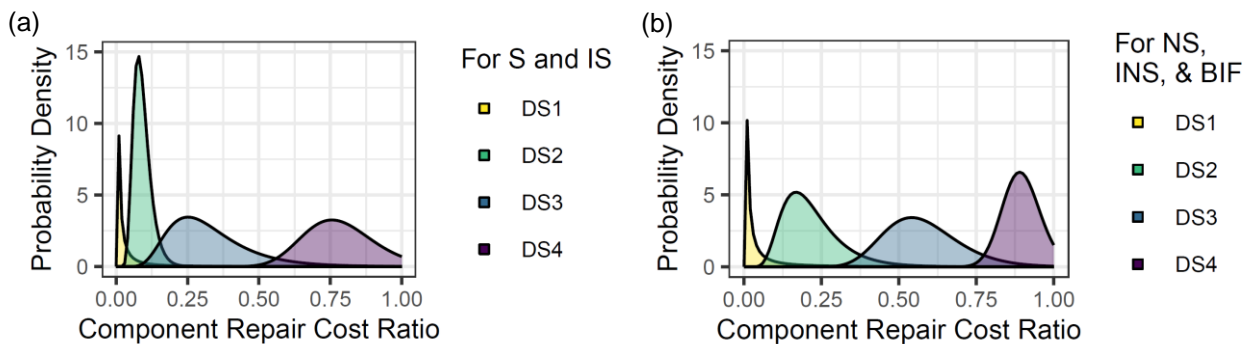 (a)
15
10
5
0
Probability Density
0.00 0.25 0.50 0.75 1.00
Component Repair Cost Ratio
For S and IS
DS1
DS2
DS3
DS4
(b)
15
10
5
0
Probability Density
0.00 0.25 0.50 0.75 1.00
Component Repair Cost Ratio
For NS,
INS, & BIF
DS1
DS2
DS3
DS4